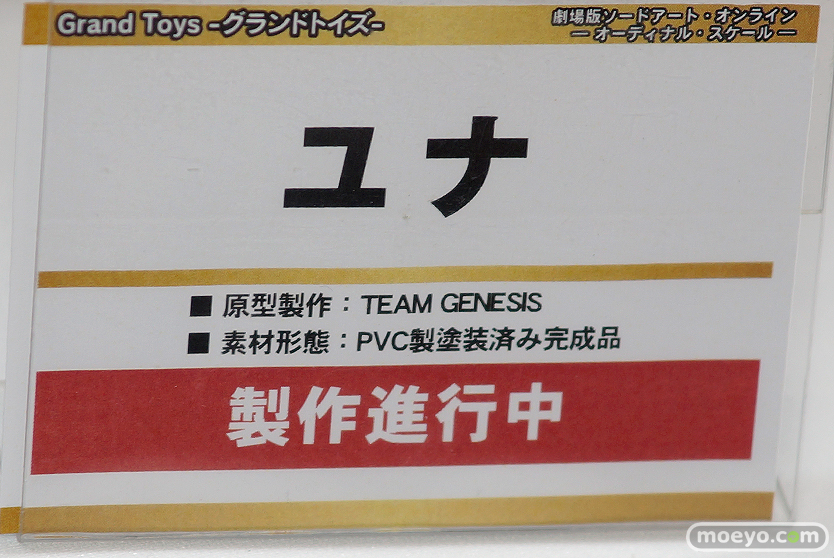 Grand Toys -グランドトイズ-
劇場版ソードアート・オンライン
― オーディナル・スケール ―
ユナ
■ 原型製作：TEAM GENESIS
■ 素材形態：PVC製塗装済み完成品
製作進行中
moeyo.com